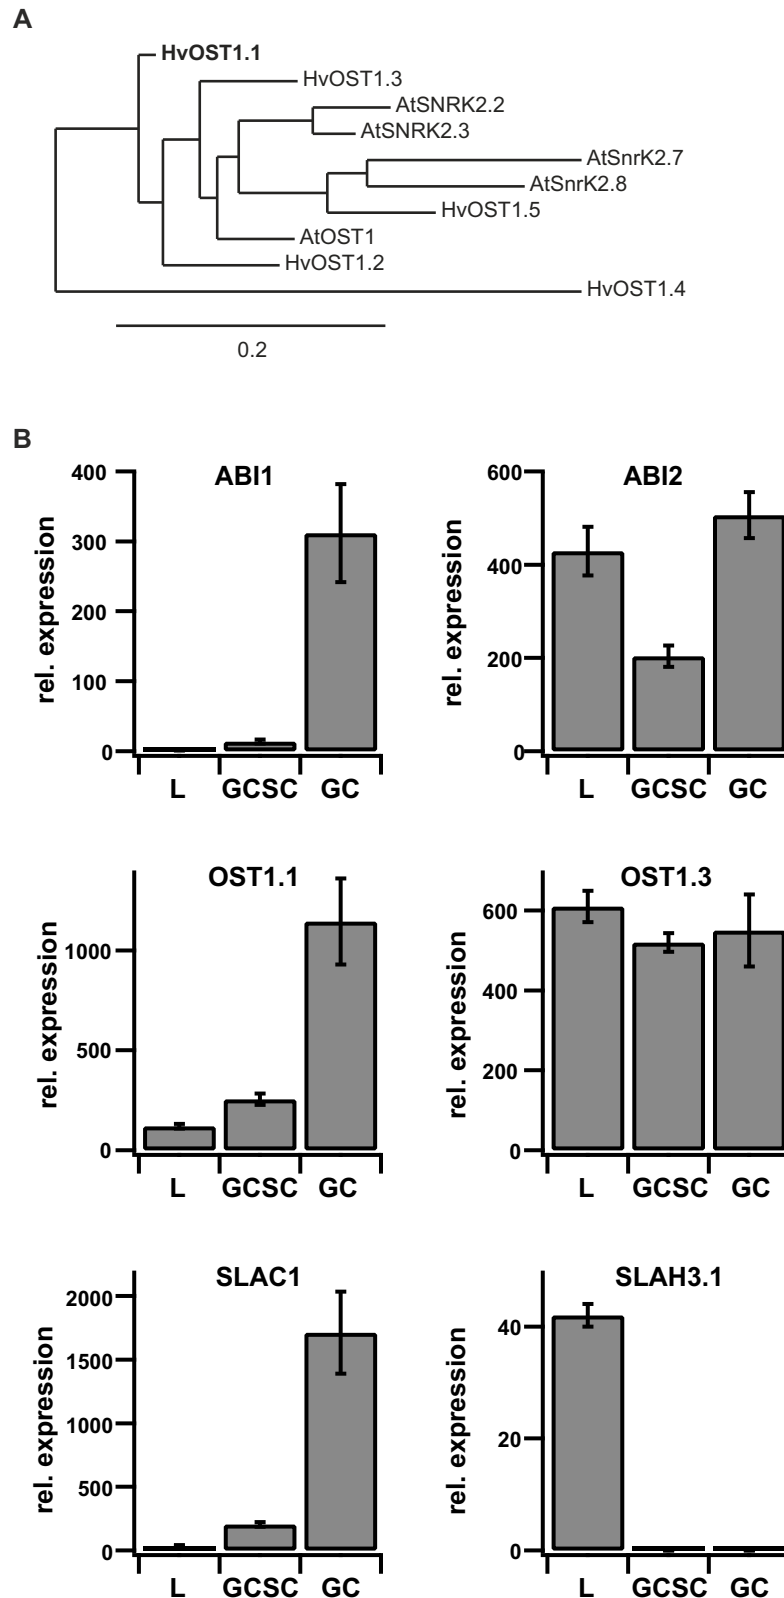 A
HvOST1.1
HvOST1.3
AtSNRK2.2
AtSNRK2.3
AtSnrK2.7
AtSnrK2.8
HvOST1.5
AtOST1
HvOST1.2
HvOST1.4
0.2
B
ABI1
rel. expression
400
300
200
100
0
L GCSC GC
ABI2
rel. expression
600
400
200
0
L GCSC GC
OST1.1
rel. expression
1000
500
0
L GCSC GC
OST1.3
rel. expression
600
400
200
0
L GCSC GC
SLAC1
rel. expression
2000
1500
1000
500
0
L GCSC GC
SLAH3.1
rel. expression
40
20
0
L GCSC GC